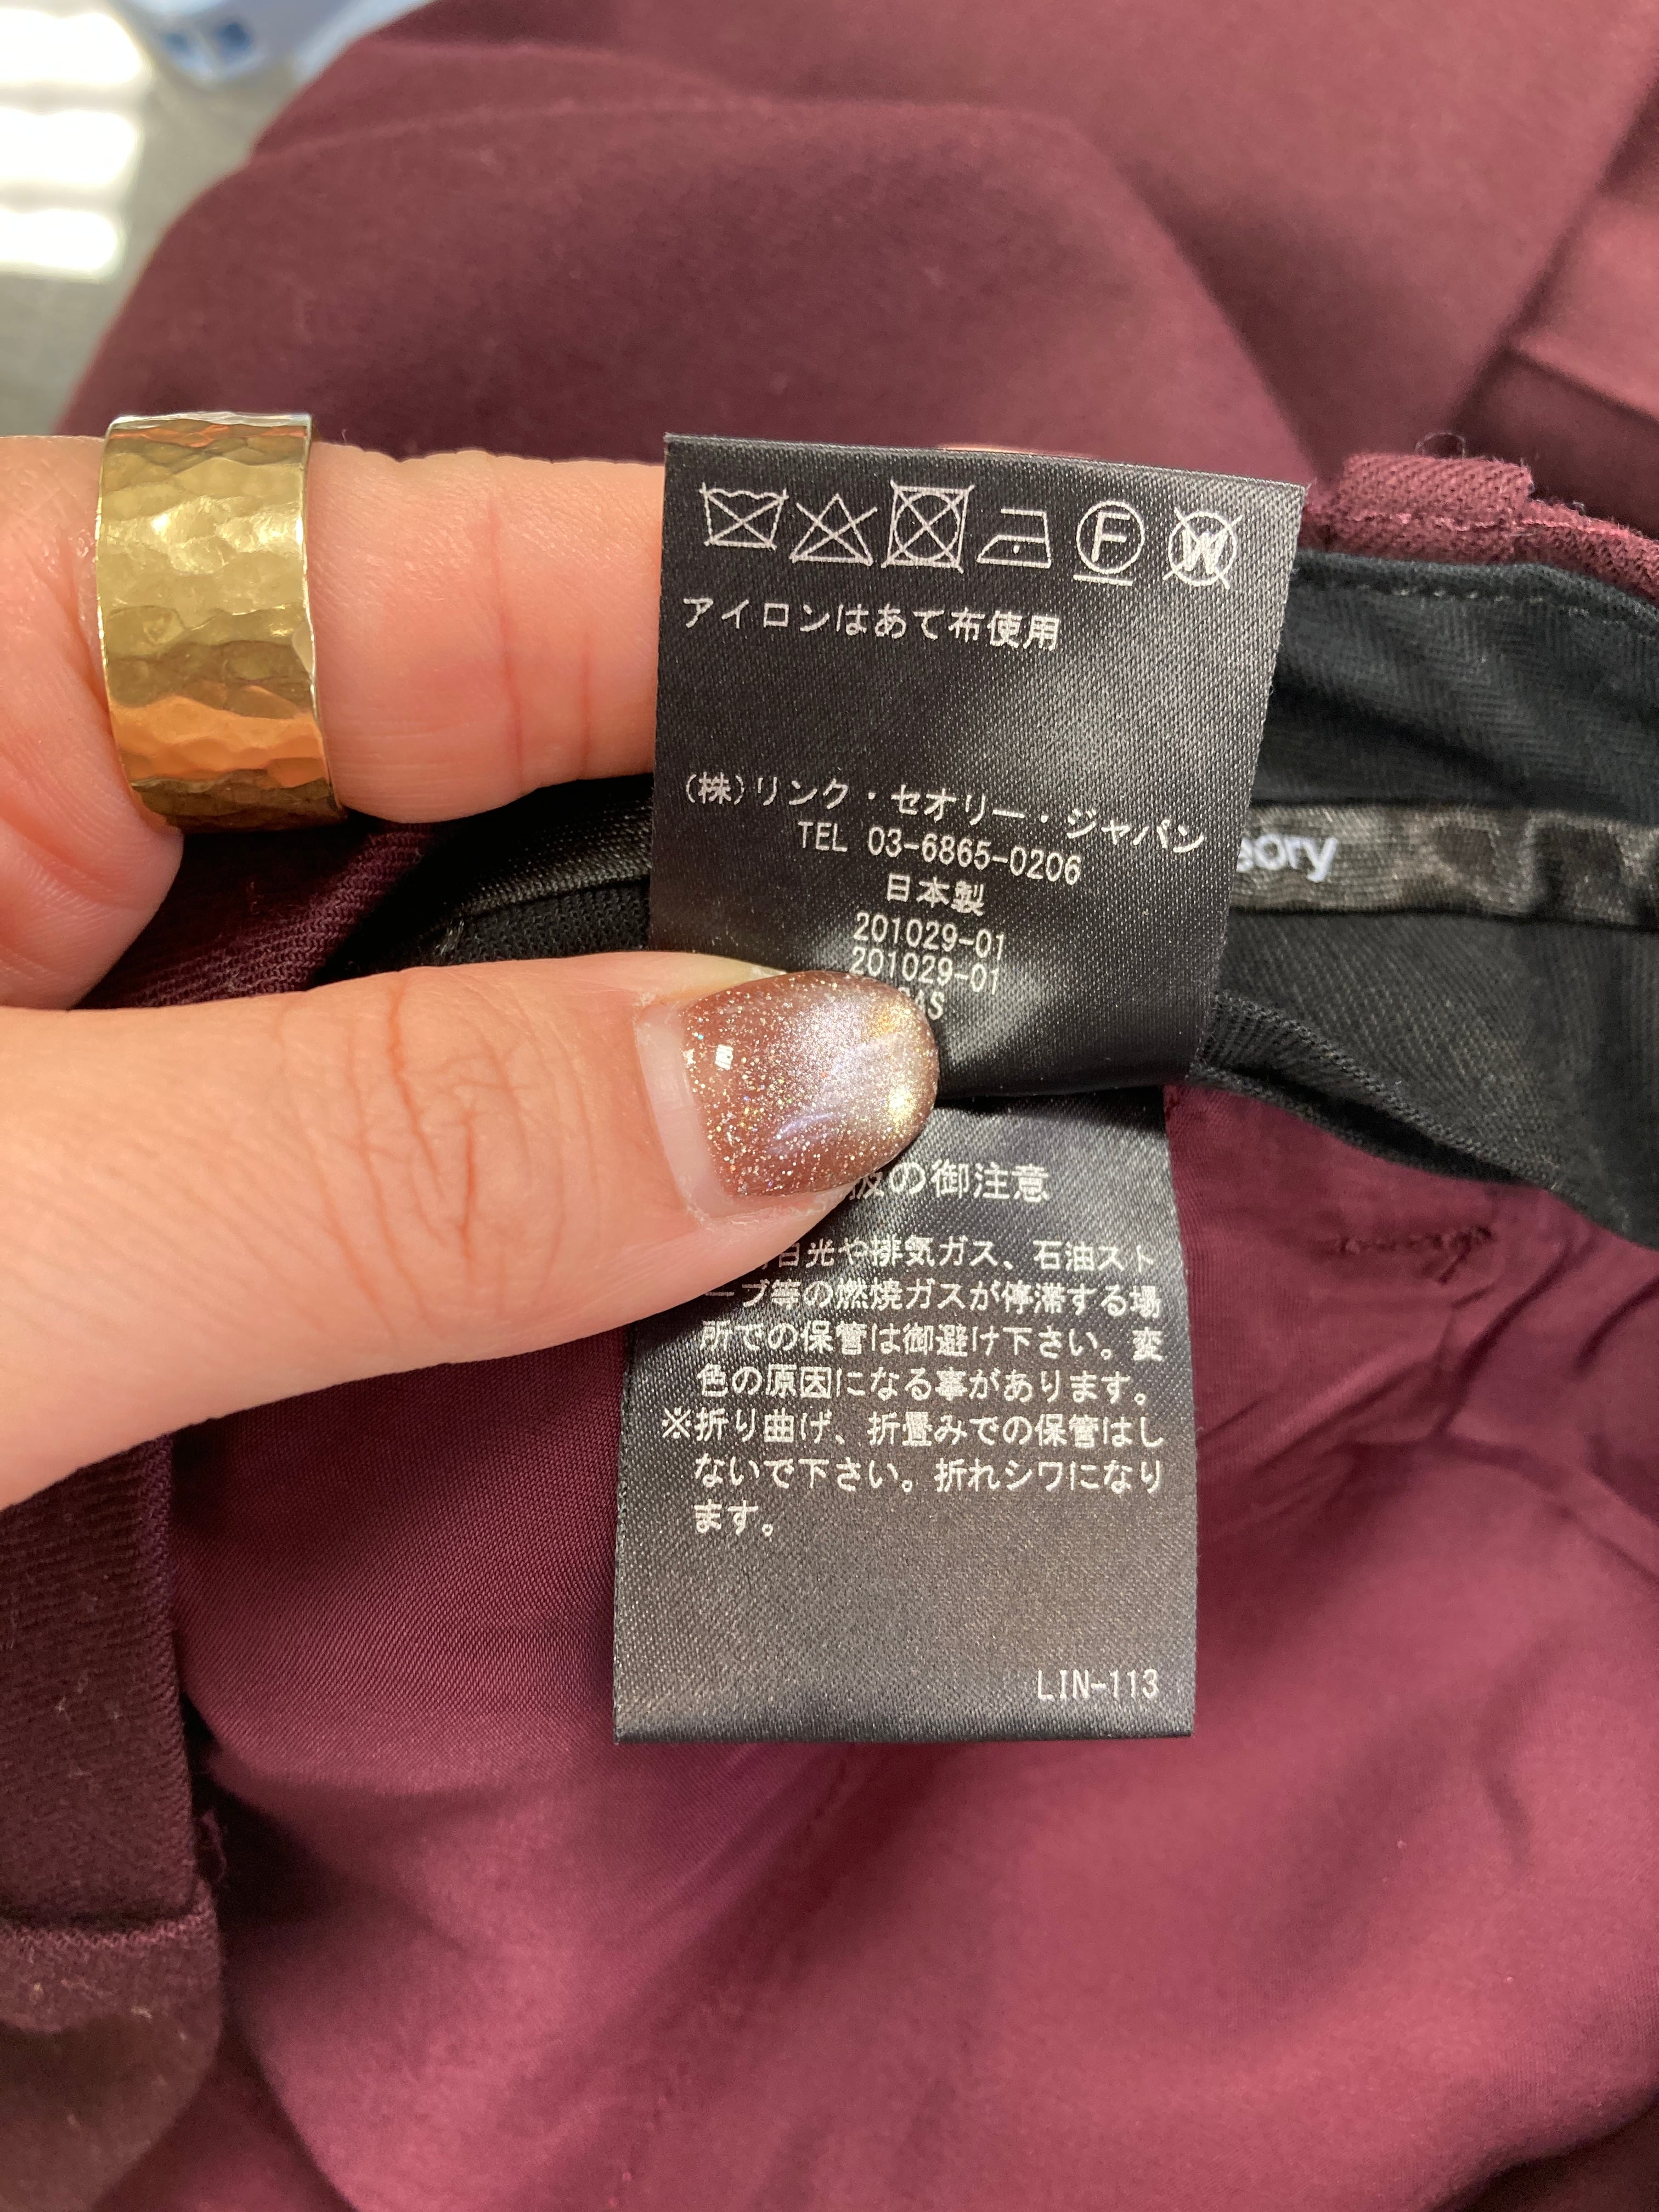 F
W
アイロンはあて布使用
(株)リンク・セオリー・ジャパン
TEL 03-6865-0206
eory
日本製
201029-01
201029-01
AS
の御注意
日光や排気ガス、石油スト
ーブ等の燃焼ガスが停滞する場
所での保管は御避け下さい。変
色の原因になる事があります。
※折り曲げ、折畳みでの保管はし
ないで下さい。折れシワになり
ます。
LIN-113